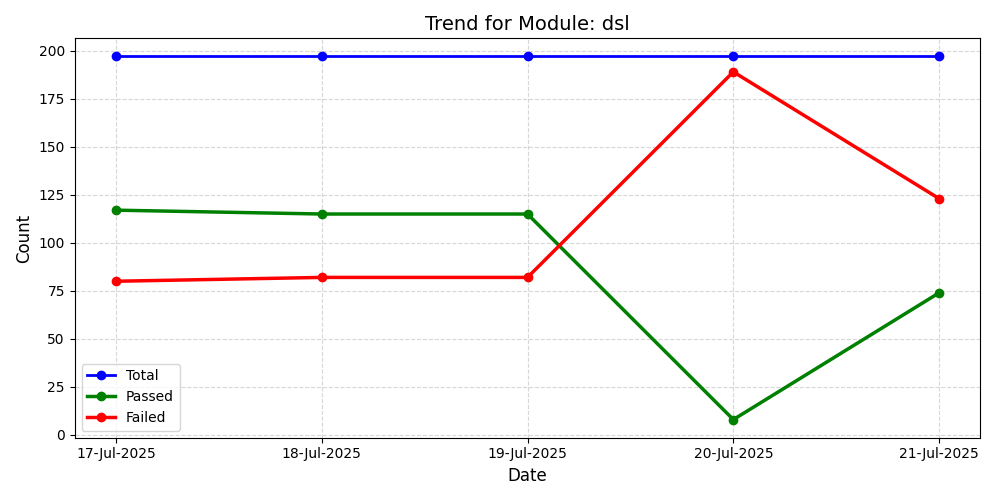 Trend for Module: dsl
Count
200
175
150
125
100
75
50
25
0
Total
Passed
Failed
17-Jul-2025
18-Jul-2025
19-Jul-2025
20-Jul-2025
21-Jul-2025
Date